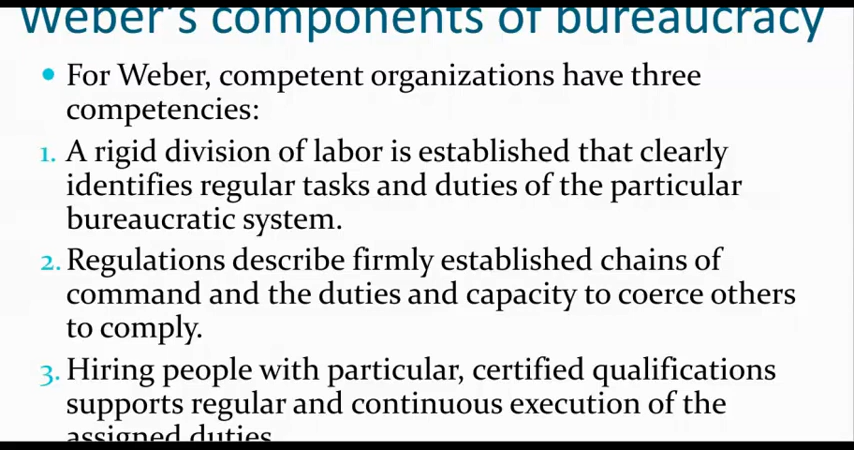 Weber's components of bureaucracy
• For Weber, competent organizations have three
competencies:
1. A rigid division of labor is established that clearly
identifies regular tasks and duties of the particular
bureaucratic system.
2. Regulations describe firmly established chains of
command and the duties and capacity to coerce others
to comply.
3. Hiring people with particular, certified qualifications
supports regular and continuous execution of the
assigned duties.